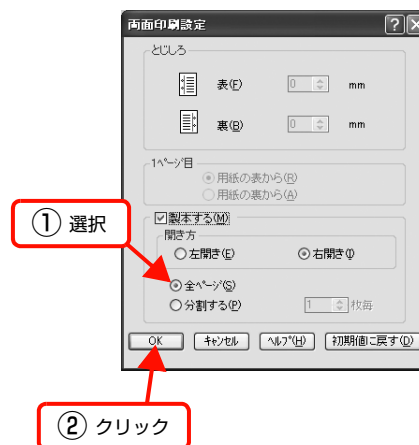 両面印刷設定
とじしろ
表(F) 0 mm
裏(B) 0 mm
1ページ目
用紙の表から(R)
用紙の裏から(A)
製本する(M)
① 選択
開き方
左開き(E) 右開き(I)
全ページ(S)
分割する(P) 1 枚毎
OK キャンセル ヘルプ(H) 初期値に戻す(D)
② クリック